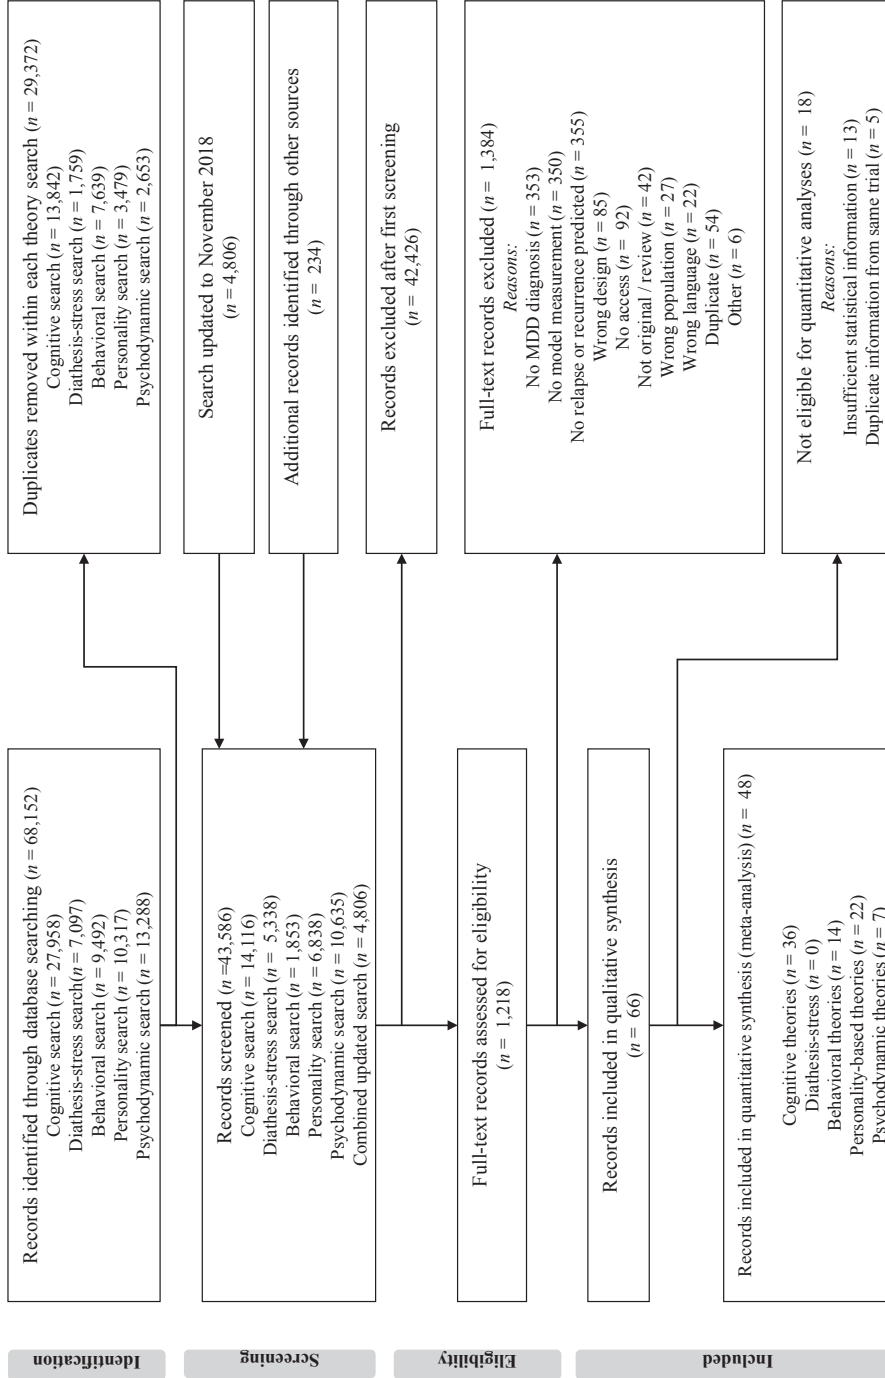 Identification
Records identified through database searching (n = 68,152)
Cognitive search (n = 27,958)
Diathesis-stress search(n = 7,097)
Behavioral search (n = 9,492)
Personality search (n = 10,317)
Psychodynamic search (n = 13,288)
Duplicates removed within each theory search (n = 29,372)
Cognitive search (n = 13,842)
Diathesis-stress search (n = 1,759)
Behavioral search (n = 7,639)
Personality search (n = 3,479)
Psychodynamic search (n = 2,653)
Screening
Records screened (n =43,586)
Cognitive search (n = 14,116)
Diathesis-stress search (n = 5,338)
Behavioral search (n = 1,853)
Personality search (n = 6,838)
Psychodynamic search (n = 10,635)
Combined updated search (n = 4,806)
Search updated to November 2018
(n = 4,806)
Additional records identified through other sources
(n = 234)
Records excluded after first screening
(n = 42,426)
Eligibility
Full-text records assessed for eligibility
(n = 1,218)
Full-text records excluded (n = 1,384)
Reasons:
No MDD diagnosis (n = 353)
No model measurement (n = 350)
No relapse or recurrence predicted (n = 355)
Wrong design (n = 85)
No access (n = 92)
Not original / review (n = 42)
Wrong population (n = 27)
Wrong language (n = 22)
Duplicate (n = 54)
Other (n = 6)
Included
Records included in qualitative synthesis
(n = 66)
Records included in quantitative synthesis (meta-analysis) (n = 48)
Cognitive theories (n = 36)
Diathesis-stress (n = 0)
Behavioral theories (n = 14)
Personality-based theories (n = 22)
Psychodynamic theories (n = 7)
Not eligible for quantitative analyses (n = 18)
Reasons:
Insufficient statistical information (n = 13)
Duplicate information from same trial (n = 5)